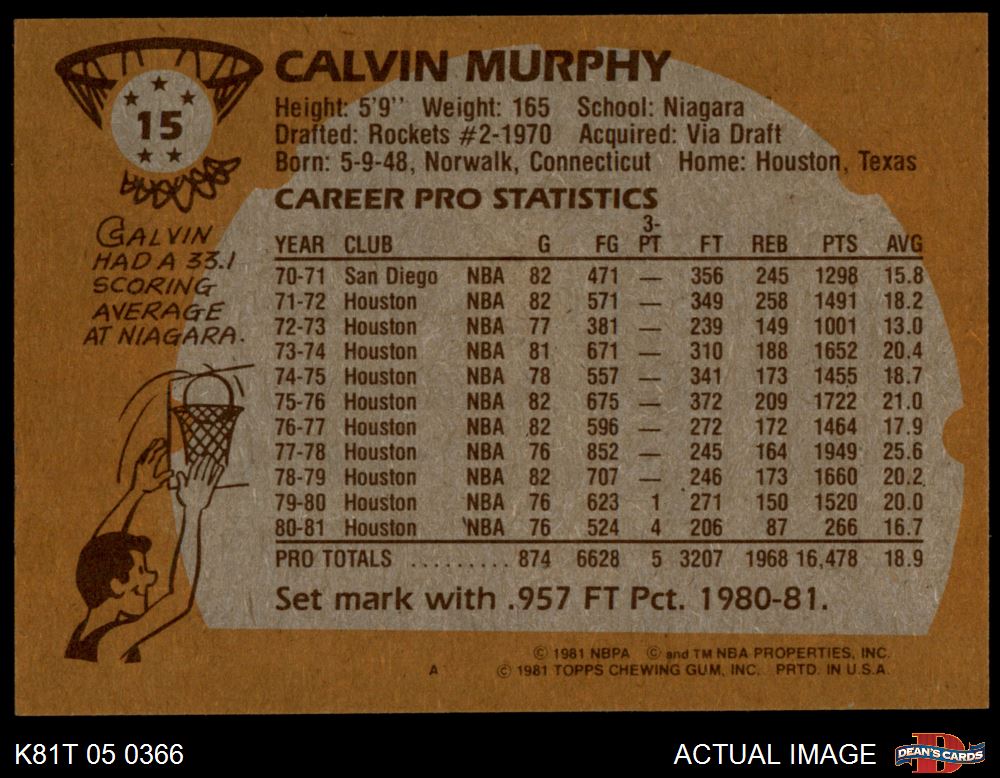 15
CALVIN MURPHY
Height: 5'9'' Weight: 165 School: Niagara
Drafted: Rockets #2-1970 Acquired: Via Draft
Born: 5-9-48, Norwalk, Connecticut Home: Houston, Texas
CAREER PRO STATISTICS
YEAR CLUB G FG 3-PT FT REB PTS AVG
70-71 San Diego NBA 82 471 — 356 245 1298 15.8
71-72 Houston NBA 82 571 — 349 258 1491 18.2
72-73 Houston NBA 77 381 — 239 149 1001 13.0
73-74 Houston NBA 81 671 — 310 188 1652 20.4
74-75 Houston NBA 78 557 — 341 173 1455 18.7
75-76 Houston NBA 82 675 — 372 209 1722 21.0
76-77 Houston NBA 82 596 — 272 172 1464 17.9
77-78 Houston NBA 76 852 — 245 164 1949 25.6
78-79 Houston NBA 82 707 — 246 173 1660 20.2
79-80 Houston NBA 76 623 1 271 150 1520 20.0
80-81 Houston NBA 76 524 4 206 87 266 16.7
PRO TOTALS ......... 874 6628 5 3207 1968 16,478 18.9
Set mark with .957 FT Pct. 1980-81.
CALVIN
HAD A 33.1
SCORING
AVERAGE
AT NIAGARA.
© 1981 NBPA © and TM NBA PROPERTIES, INC.
A © 1981 TOPPS CHEWING GUM, INC. PRTD. IN U.S.A.
K81T 05 0366
ACTUAL IMAGE
D
DEAN'S CARDS